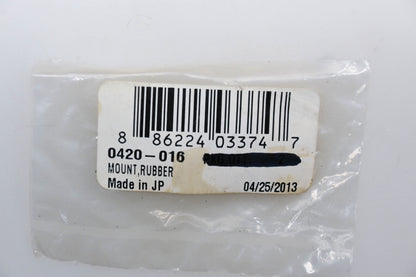 8 86224 03374 7
0420-016
MOUNT,RUBBER
Made in JP 04/25/2013